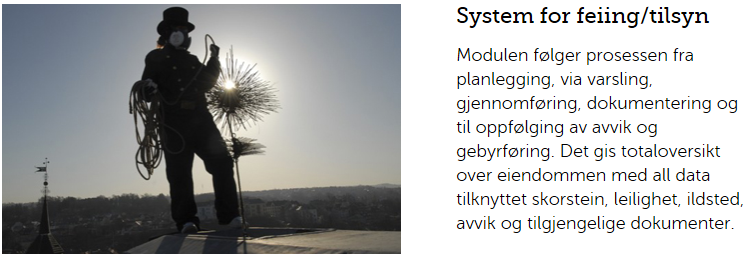 System for feiing/tilsyn
Modulen følger prosessen fra
planlegging, via varsling,
gjennomføring, dokumentering og
til oppfølging av avvik og
gebyrføring. Det gis totaloversikt
over eiendommen med all data
tilknyttet skorstein, leilighet, ildsted,
avvik og tilgjengelige dokumenter.